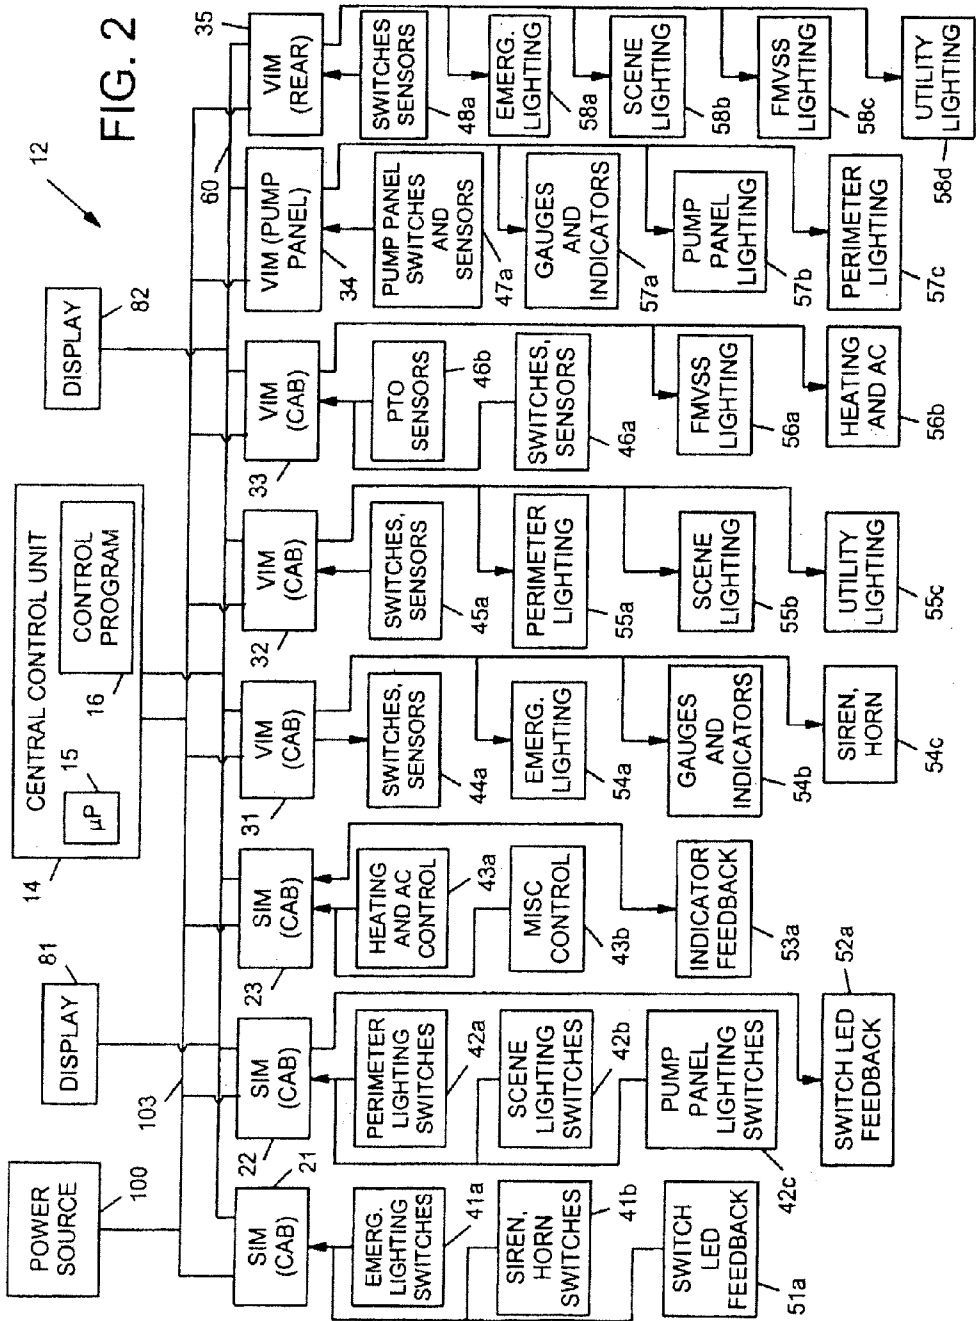 FIG. 2
12
POWER
SOURCE
100
103
DISPLAY
81
CENTRAL CONTROL UNIT
14
µP
15
CONTROL
PROGRAM
16
DISPLAY
82
60
SIM
(CAB)
21
SIM
(CAB)
22
SIM
(CAB)
23
VIM
(CAB)
31
VIM
(CAB)
32
VIM
(CAB)
33
VIM (PUMP
PANEL)
34
VIM
(REAR)
35
EMERG.
LIGHTING
SWITCHES
41a
SIREN,
HORN
SWITCHES
41b
SWITCH
LED
FEEDBACK
51a
PERIMETER
LIGHTING
SWITCHES
42a
SCENE
LIGHTING
SWITCHES
42b
PUMP
PANEL
LIGHTING
SWITCHES
42c
SWITCH LED
FEEDBACK
52a
HEATING
AND AC
CONTROL
43a
MISC
CONTROL
43b
INDICATOR
FEEDBACK
53a
SWITCHES,
SENSORS
44a
EMERG.
LIGHTING
54a
GAUGES
AND
INDICATORS
54b
SIREN,
HORN
54c
SWITCHES,
SENSORS
45a
PERIMETER
LIGHTING
55a
SCENE
LIGHTING
55b
UTILITY
LIGHTING
55c
PTO
SENSORS
46b
SWITCHES,
SENSORS
46a
FMVSS
LIGHTING
56a
HEATING
AND AC
56b
PUMP PANEL
SWITCHES
AND
SENSORS
47a
GAUGES
AND
INDICATORS
57a
PUMP
PANEL
LIGHTING
57b
PERIMETER
LIGHTING
57c
SWITCHES
SENSORS
48a
EMERG.
LIGHTING
58a
SCENE
LIGHTING
58b
FMVSS
LIGHTING
58c
UTILITY
LIGHTING
58d